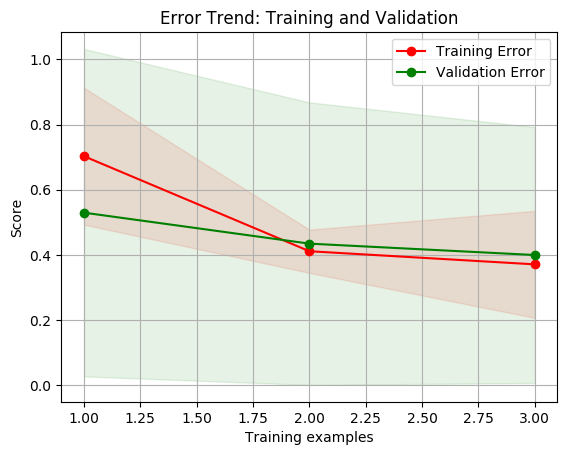 Error Trend: Training and Validation
Training Error
Validation Error
1.0
0.8
0.6
0.4
0.2
0.0
Score
1.00 1.25 1.50 1.75 2.00 2.25 2.50 2.75 3.00
Training examples